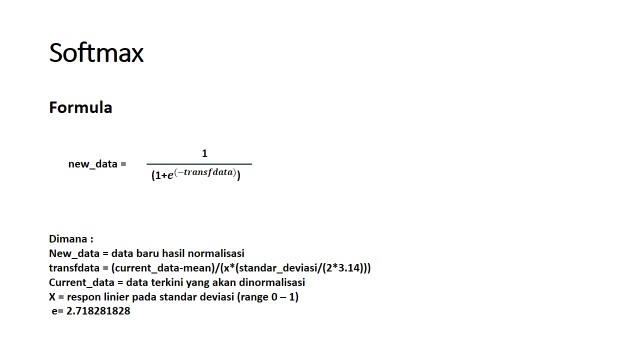 Softmax
Formula
new_data = 1
(1+e^(−transfdata))
Dimana :
New_data = data baru hasil normalisasi
transfdata = (current_data-mean)/(x*(standar_deviasi/(2*3.14)))
Current_data = data terkini yang akan dinormalisasi
X = respon linier pada standar deviasi (range 0 – 1)
e= 2.718281828